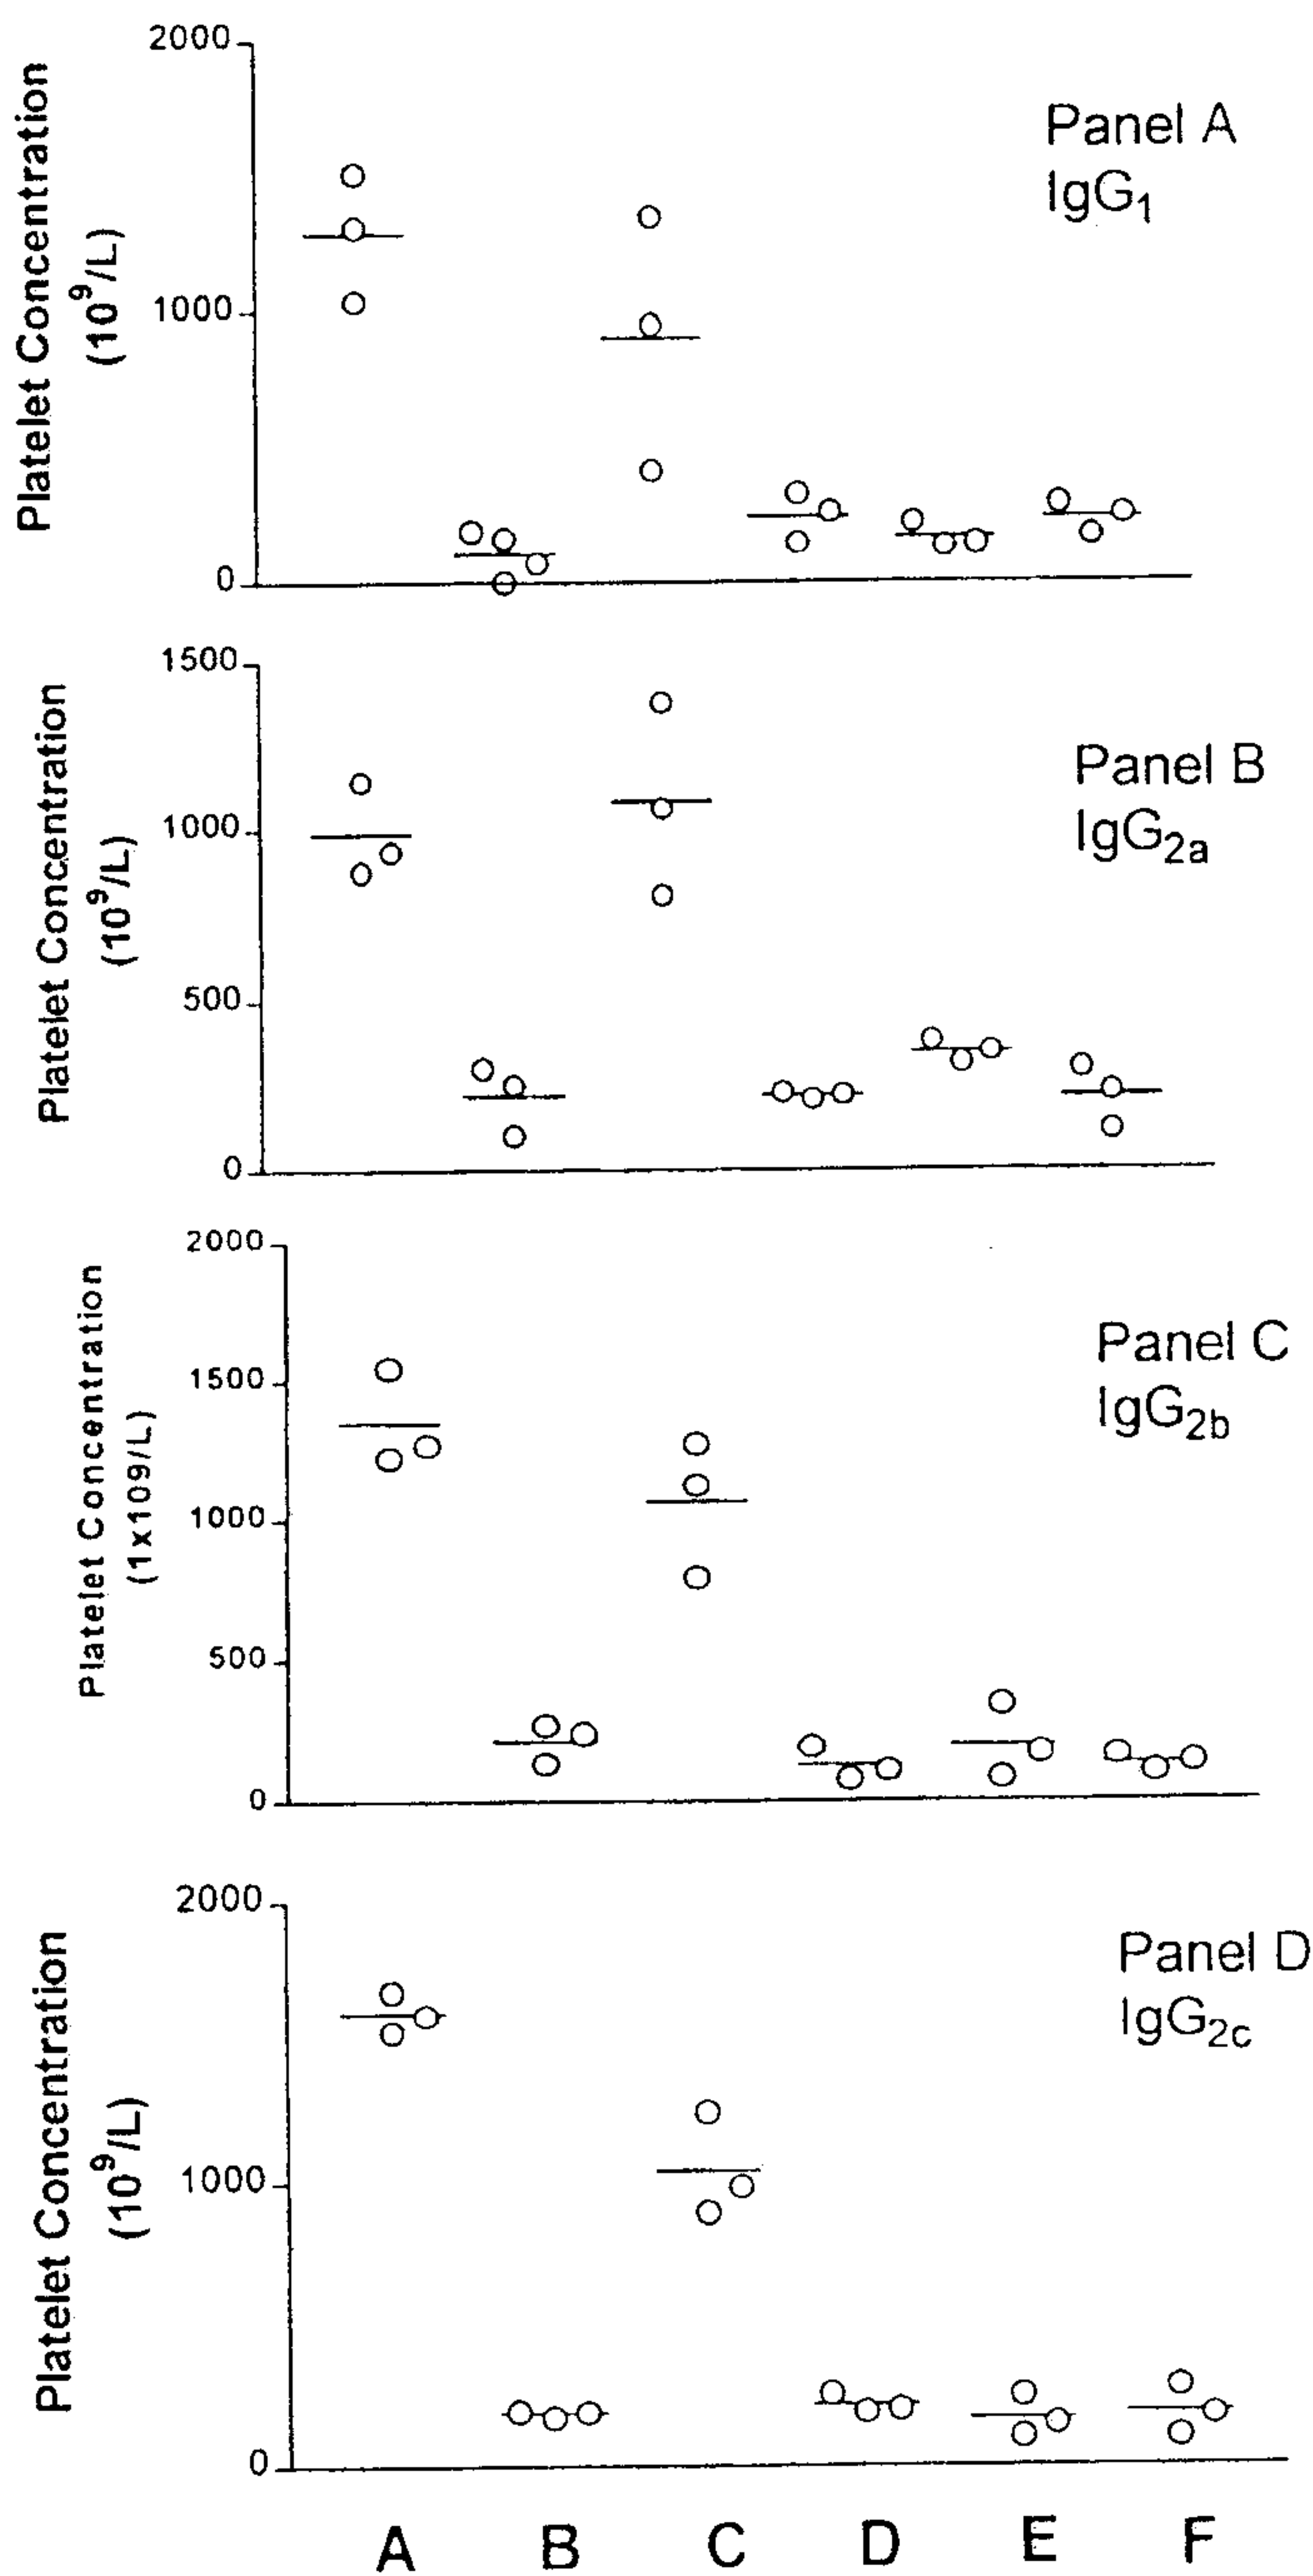 Platelet Concentration
(10⁹/L)
2000
1000
0
Panel A
IgG₁
Platelet Concentration
(10⁹/L)
1500
1000
500
0
Panel B
IgG₂ₐ
Platelet Concentration
(1x109/L)
2000
1500
1000
500
0
Panel C
IgG2b
Platelet Concentration
(10⁹/L)
2000
1000
0
Panel D
IgG2c
A B C D E F